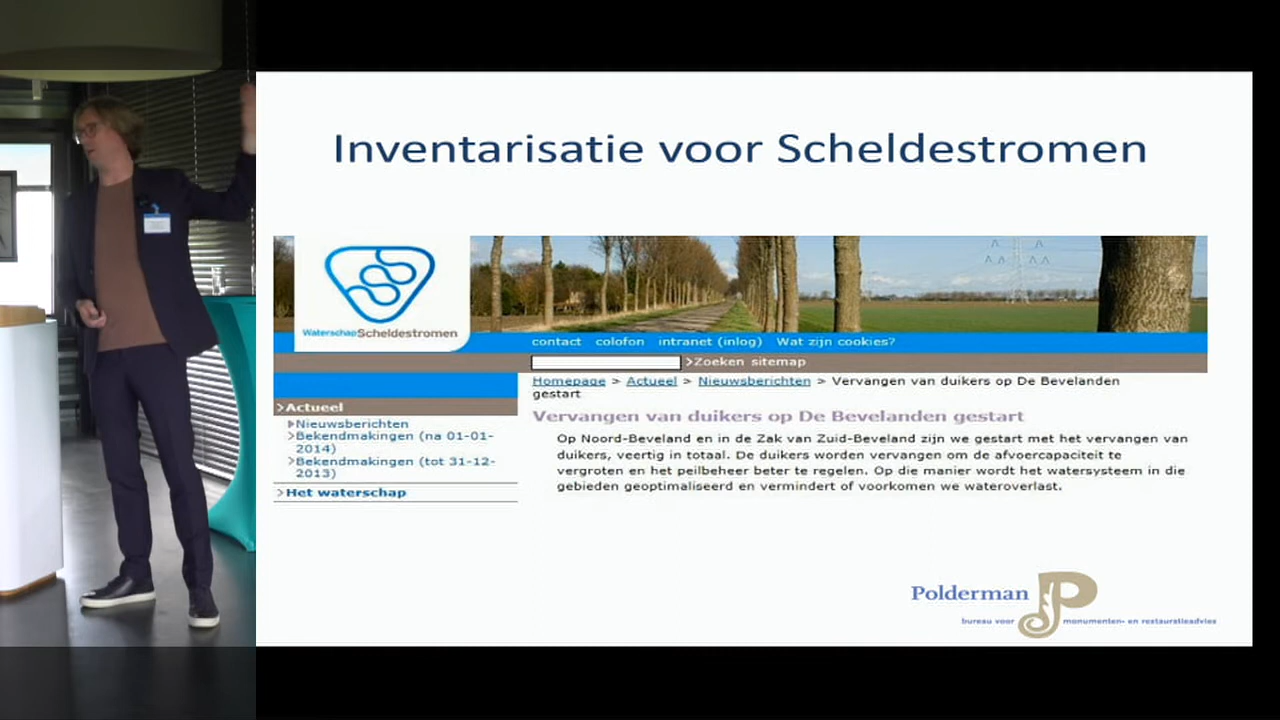 Inventarisatie voor Scheldestromen
WaterschapScheldestromen
contact colofon intranet (inlog) Wat zijn cookies?
>Zoeken sitemap
Homepage > Actueel > Nieuwsberichten > Vervangen van duikers op De Bevelanden
gestart
>Actueel
Nieuwsberichten
>Bekendmakingen (na 01-01-
2014)
>Bekendmakingen (tot 31-12-
2013)
>Het waterschap
Vervangen van duikers op De Bevelanden gestart
Op Noord-Beveland en in de Zak van Zuid-Beveland zijn we gestart met het vervangen van
duikers, veertig in totaal. De duikers worden vervangen om de afvoercapaciteit te
vergroten en het peilbeheer beter te regelen. Op die manier wordt het watersysteem in die
gebieden geoptimaliseerd en vermindert of voorkomen we wateroverlast.
Polderman P
bureau voor monumenten- en restauratieadvies